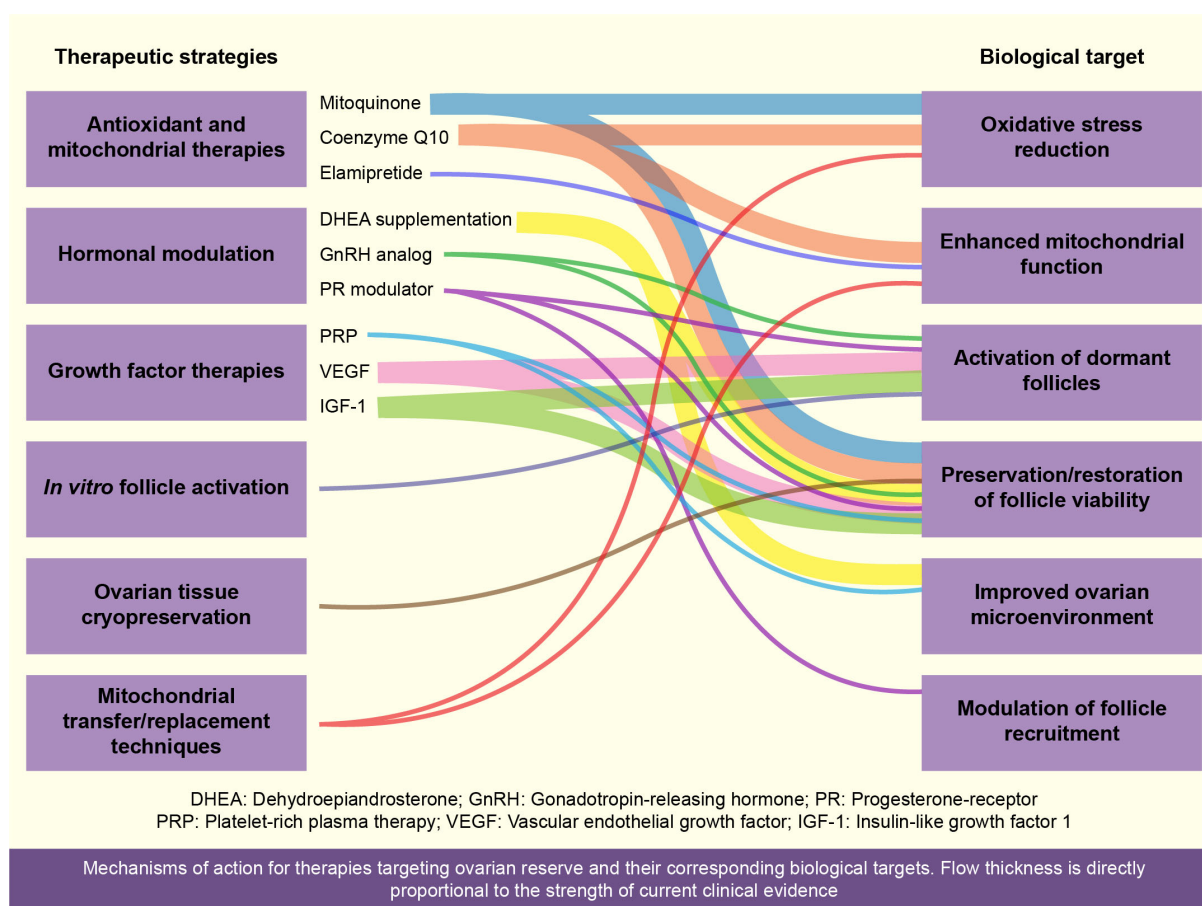 Therapeutic strategies
Biological target
Antioxidant and
mitochondrial therapies
Mitoquinone
Coenzyme Q10
Elamipretide
Oxidative stress
reduction
Hormonal modulation
DHEA supplementation
GnRH analog
PR modulator
Enhanced mitochondrial
function
Growth factor therapies
PRP
VEGF
IGF-1
Activation of dormant
follicles
In vitro follicle activation
Preservation/restoration
of follicle viability
Ovarian tissue
cryopreservation
Improved ovarian
microenvironment
Mitochondrial
transfer/replacement
techniques
Modulation of follicle
recruitment
DHEA: Dehydroepiandrosterone; GnRH: Gonadotropin-releasing hormone; PR: Progesterone-receptor
PRP: Platelet-rich plasma therapy; VEGF: Vascular endothelial growth factor; IGF-1: Insulin-like growth factor 1
Mechanisms of action for therapies targeting ovarian reserve and their corresponding biological targets. Flow thickness is directly
proportional to the strength of current clinical evidence